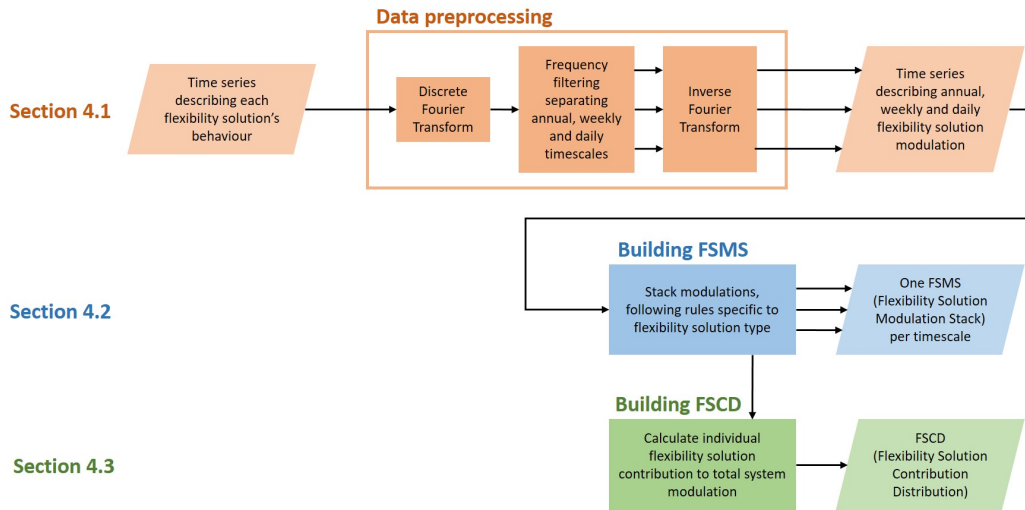 Data preprocessing
Section 4.1
Time series
describing each
flexibility solution's
behaviour
Discrete
Fourier
Transform
Frequency
filtering
separating
annual, weekly
and daily
timescales
Inverse
Fourier
Transform
Time series
describing annual,
weekly and daily
flexibility solution
modulation
Section 4.2
Building FSMS
Stack modulations,
following rules specific to
flexibility solution type
One FSMS
(Flexibility Solution
Modulation Stack)
per timescale
Section 4.3
Building FSCD
Calculate individual
flexibility solution
contribution to total system
modulation
FSCD
(Flexibility Solution
Contribution
Distribution)